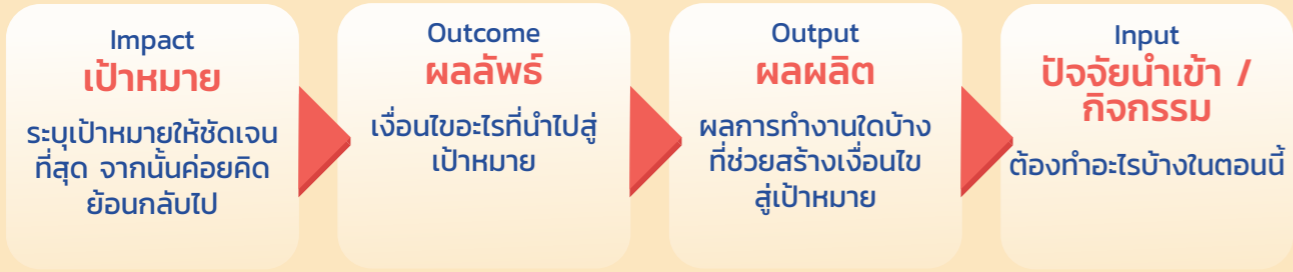 Impact
เป้าหมาย
ระบุเป้าหมายให้ชัดเจน
ที่สุด จากนั้นค่อยคิด
ย้อนกลับไป
Outcome
ผลลัพธ์
เงื่อนไขอะไรที่นำไปสู่
เป้าหมาย
Output
ผลผลิต
ผลการทำงานใดบ้าง
ที่ช่วยสร้างเงื่อนไข
สู่เป้าหมาย
Input
ปัจจัยนำเข้า /
กิจกรรม
ต้องทำอะไรบ้างในตอนนี้